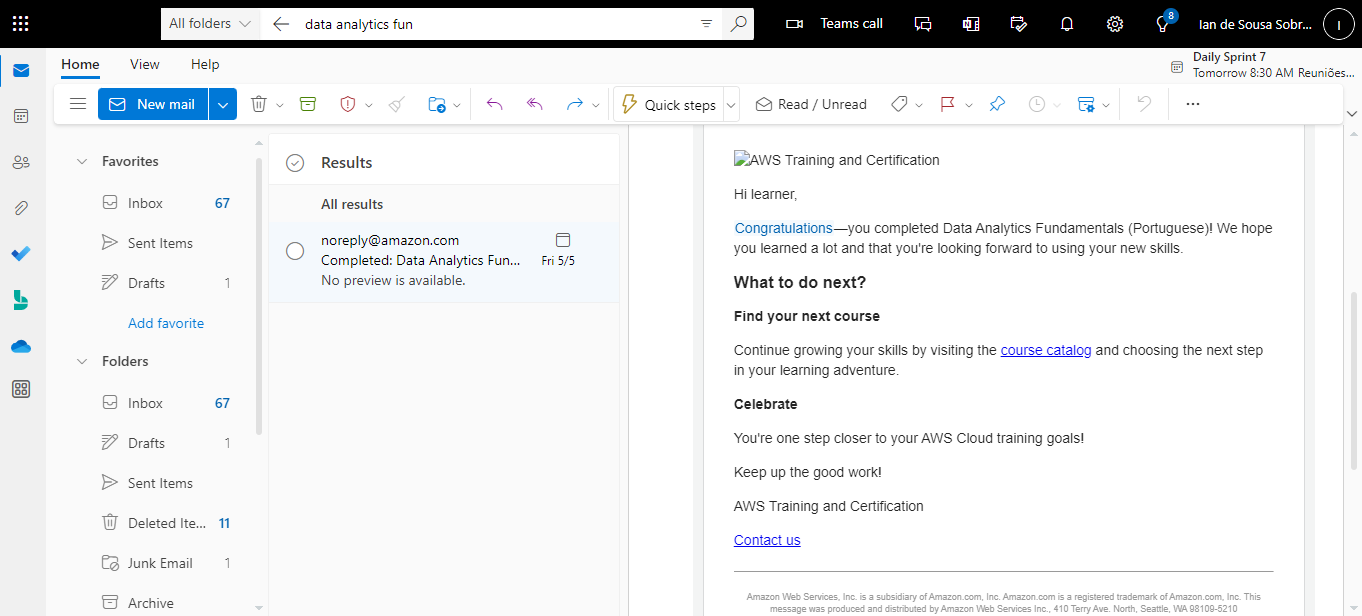 All folders
data analytics fun
Teams call
8
Ian de Sousa Sobr...
I
Home
View
Help
Daily Sprint 7
Tomorrow 8:30 AM Reuniões...
New mail
Quick steps
Read / Unread
Favorites
Inbox 67
Sent Items
Drafts 1
Add favorite
Folders
Inbox 67
Drafts 1
Sent Items
Deleted Ite... 11
Junk Email 1
Archive
Results
All results
noreply@amazon.com
Completed: Data Analytics Fun... Fri 5/5
No preview is available.
AWS Training and Certification
Hi learner,
Congratulations—you completed Data Analytics Fundamentals (Portuguese)! We hope
you learned a lot and that you're looking forward to using your new skills.
What to do next?
Find your next course
Continue growing your skills by visiting the course catalog and choosing the next step
in your learning adventure.
Celebrate
You're one step closer to your AWS Cloud training goals!
Keep up the good work!
AWS Training and Certification
Contact us
Amazon Web Services, Inc. is a subsidiary of Amazon.com, Inc. Amazon.com is a registered trademark of Amazon.com, Inc. This
message was produced and distributed by Amazon Web Services Inc., 410 Terry Ave. North, Seattle, WA 98109-5210